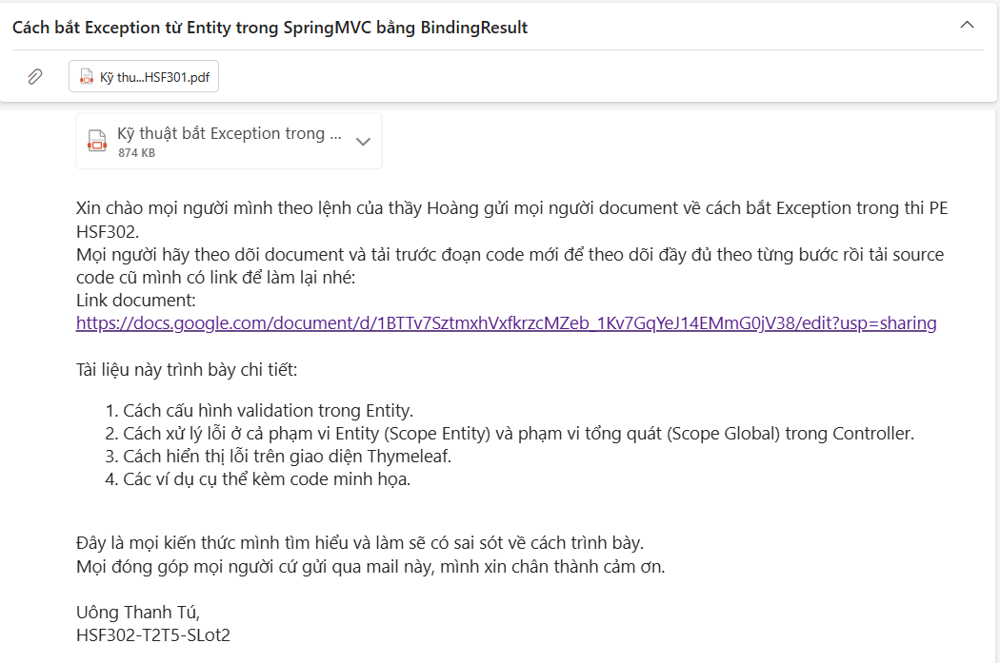 Cách bắt Exception từ Entity trong SpringMVC bằng BindingResult
Kỹ thu...HSF301.pdf
Kỹ thuật bắt Exception trong ...
874 KB
Xin chào mọi người mình theo lệnh của thầy Hoàng gửi mọi người document về cách bắt Exception trong thi PE
HSF302.
Mọi người hãy theo dõi document và tải trước đoạn code mới để theo dõi đầy đủ theo từng bước rồi tải source
code cũ mình có link để làm lại nhé:
Link document:
https://docs.google.com/document/d/1BTTv7SztmxhVxfkrzcMZeb_1Kv7GqYeJ14EMmG0jV38/edit?usp=sharing
Tài liệu này trình bày chi tiết:
1. Cách cấu hình validation trong Entity.
2. Cách xử lý lỗi ở cả phạm vi Entity (Scope Entity) và phạm vi tổng quát (Scope Global) trong Controller.
3. Cách hiển thị lỗi trên giao diện Thymeleaf.
4. Các ví dụ cụ thể kèm code minh họa.
Đây là mọi kiến thức mình tìm hiểu và làm sẽ có sai sót về cách trình bày.
Mọi đóng góp mọi người cứ gửi qua mail này, mình xin chân thành cảm ơn.
Uông Thanh Tú,
HSF302-T2T5-SLot2